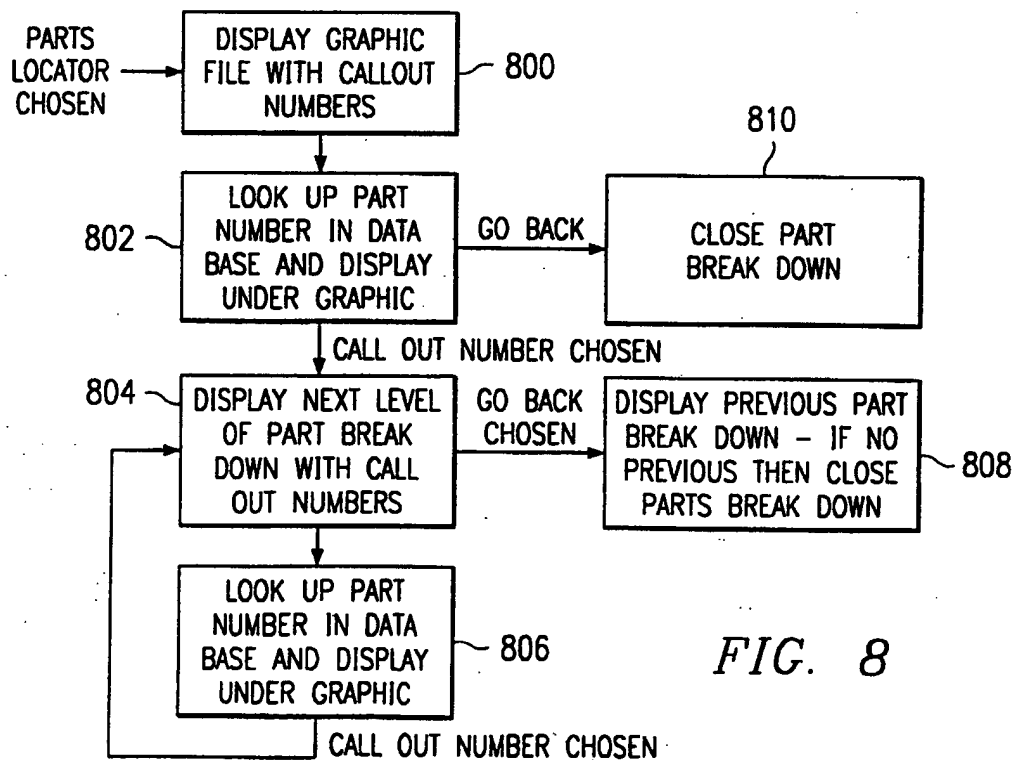 PARTS
LOCATOR
CHOSEN
DISPLAY GRAPHIC
FILE WITH CALLOUT
NUMBERS
800
810
802
LOOK UP PART
NUMBER IN DATA
BASE AND DISPLAY
UNDER GRAPHIC
GO BACK
CLOSE PART
BREAK DOWN
CALL OUT NUMBER CHOSEN
804
DISPLAY NEXT LEVEL
OF PART BREAK
DOWN WITH CALL
OUT NUMBERS
GO BACK
CHOSEN
DISPLAY PREVIOUS PART
BREAK DOWN – IF NO
PREVIOUS THEN CLOSE
PARTS BREAK DOWN
808
LOOK UP PART
NUMBER IN DATA
BASE AND DISPLAY
UNDER GRAPHIC
806
FIG. 8
CALL OUT NUMBER CHOSEN